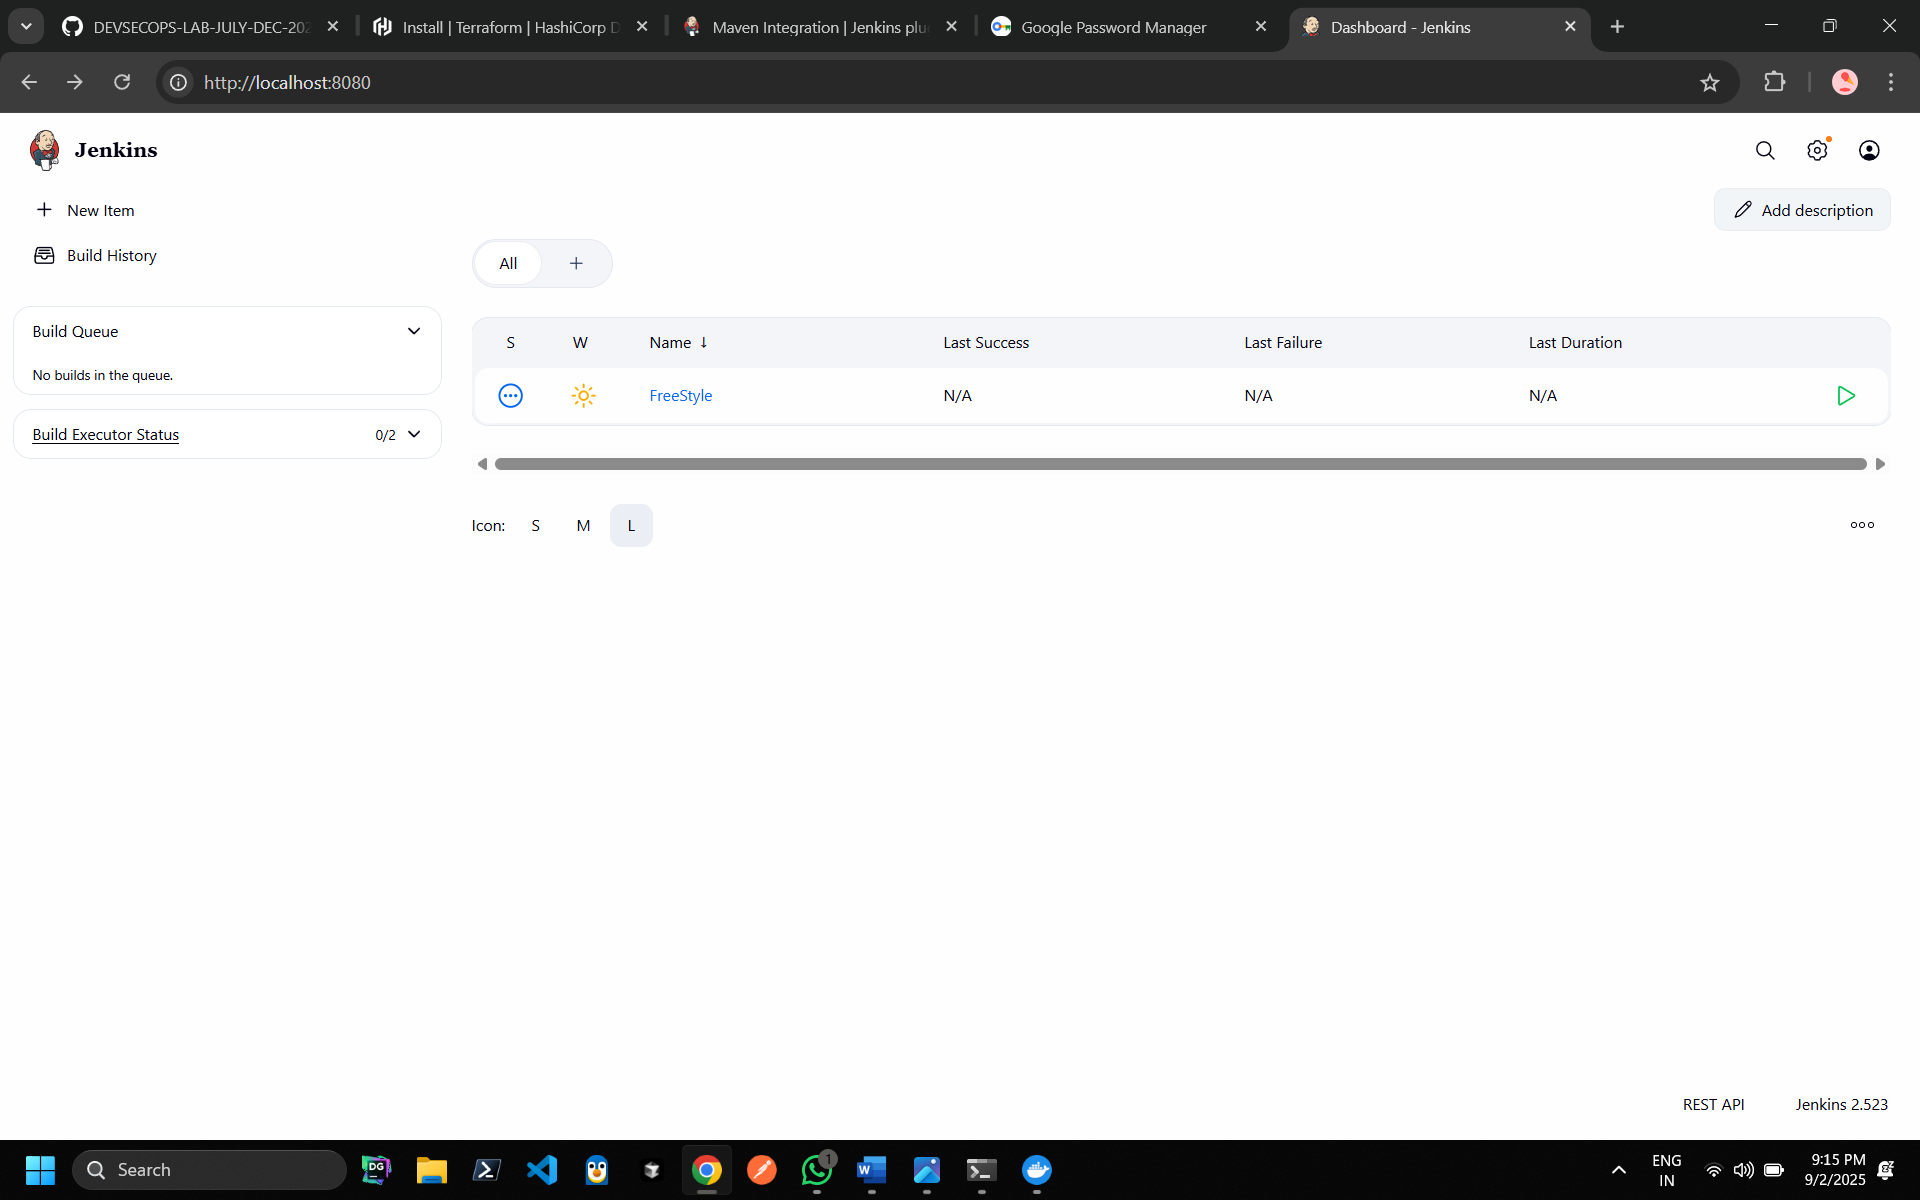 DEVSECOPS-LAB-JULY-DEC-202
Install | Terraform | HashiCorp D
Maven Integration | Jenkins plu
Google Password Manager
Dashboard - Jenkins
http://localhost:8080
Jenkins
New Item
Add description
Build History
All
Build Queue
No builds in the queue.
Build Executor Status 0/2
S W Name ↓ Last Success Last Failure Last Duration
FreeStyle N/A N/A N/A
Icon: S M L
REST API Jenkins 2.523
Search
DG
1
W
ENG
IN
9:15 PM
9/2/2025